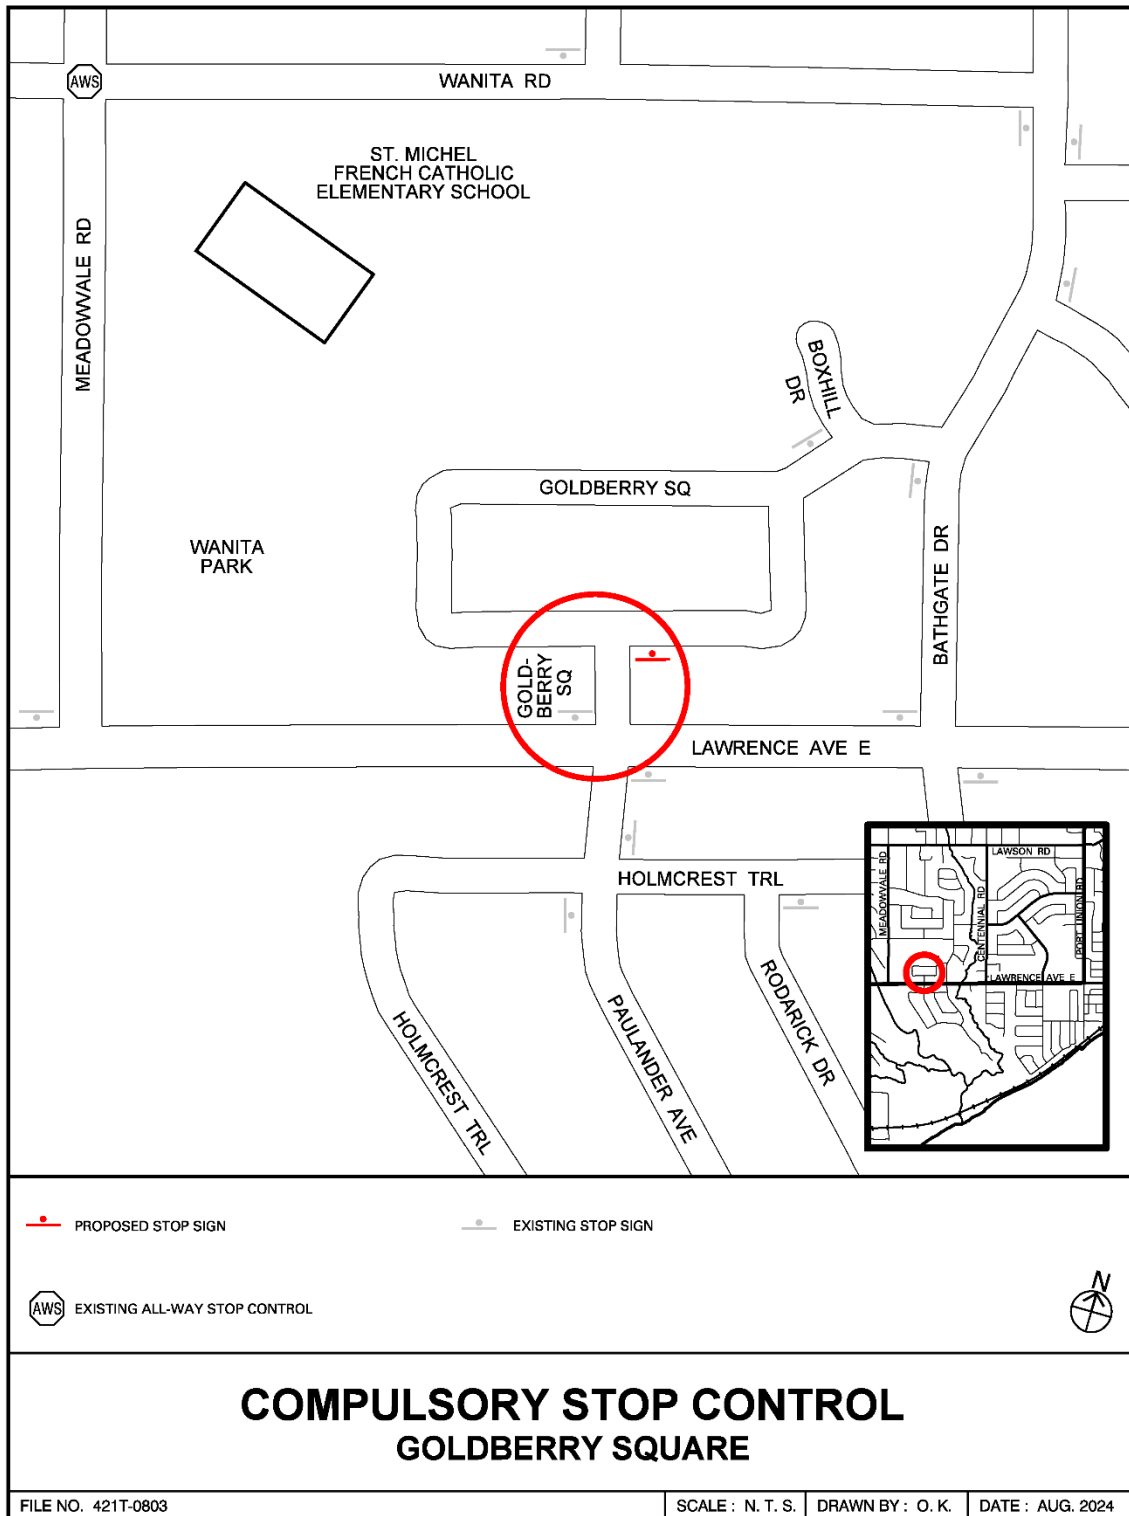 AWS
WANITA RD
ST. MICHEL
FRENCH CATHOLIC
ELEMENTARY SCHOOL
MEADOWVALE RD
BOXHILL
DR
GOLDBERRY SQ
WANITA
PARK
BATHGATE DR
GOLD-
BERRY
SQ
LAWRENCE AVE E
HOLMCREST TRL
HOLMCREST TRL
PAULANDER AVE
RODARICK DR
LAWSON RD
MEADOWVALE RD
CENTENNIAL RD
PORT UNION RD
LAWRENCE AVE E
PROPOSED STOP SIGN
EXISTING STOP SIGN
AWS EXISTING ALL-WAY STOP CONTROL
N
COMPULSORY STOP CONTROL
GOLDBERRY SQUARE
FILE NO. 421T-0803
SCALE : N. T. S.
DRAWN BY : O. K.
DATE : AUG. 2024